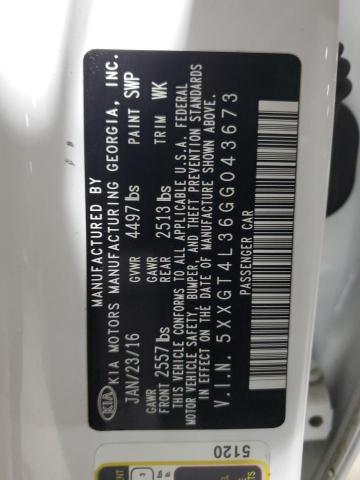 MANUFACTURED BY
KIA KIA MOTORS MANUFACTURING GEORGIA, INC.
JAN/23/16 GVWR 4497 lbs PAINT SWP
GAWR FRONT 2557 lbs GAWR REAR 2513 lbs TRIM WK
THIS VEHICLE CONFORMS TO ALL APPLICABLE U.S.A. FEDERAL
MOTOR VEHICLE SAFETY, BUMPER, AND THEFT PREVENTION STANDARDS
IN EFFECT ON THE DATE OF MANUFACTURE SHOWN ABOVE.
V.I.N. 5XXGT4L36GG043673
PASSENGER CAR
5120